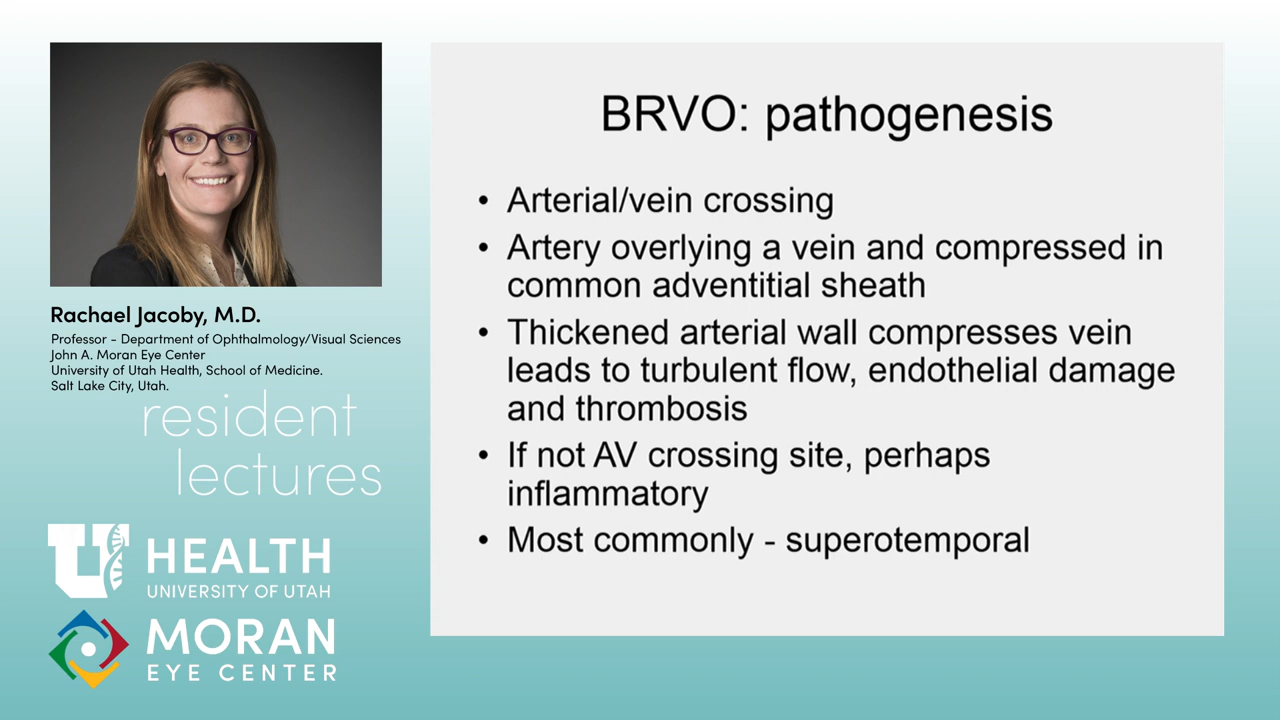 Rachael Jacoby, M.D.
Professor - Department of Ophthalmology/Visual Sciences
John A. Moran Eye Center
University of Utah Health, School of Medicine.
Salt Lake City, Utah.
resident
lectures
U
HEALTH
UNIVERSITY OF UTAH
MORAN
EYE CENTER
BRVO: pathogenesis
• Arterial/vein crossing
• Artery overlying a vein and compressed in
common adventitial sheath
• Thickened arterial wall compresses vein
leads to turbulent flow, endothelial damage
and thrombosis
• If not AV crossing site, perhaps
inflammatory
• Most commonly - superotemporal